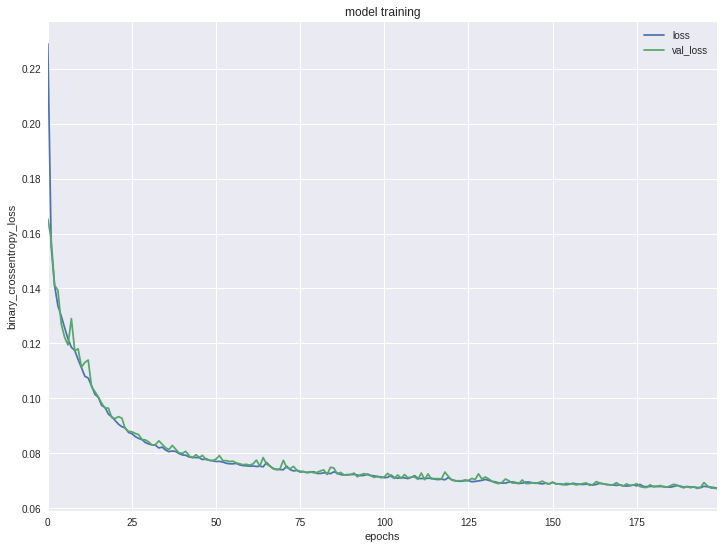 model training
loss
val_loss
binary_crossentropy_loss
0.22
0.20
0.18
0.16
0.14
0.12
0.10
0.08
0.06
0 25 50 75 100 125 150 175
epochs